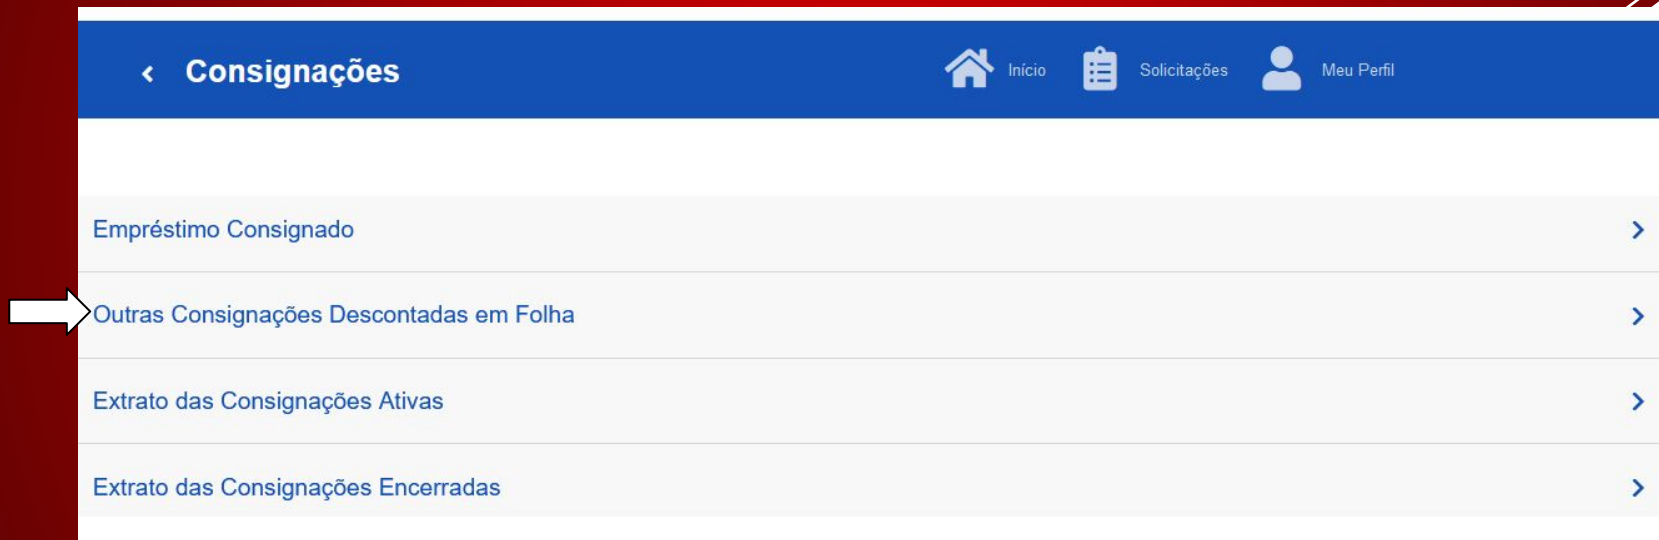 Consignações
Início
Solicitações
Meu Perfil
Empréstimo Consignado
Outras Consignações Descontadas em Folha
Extrato das Consignações Ativas
Extrato das Consignações Encerradas